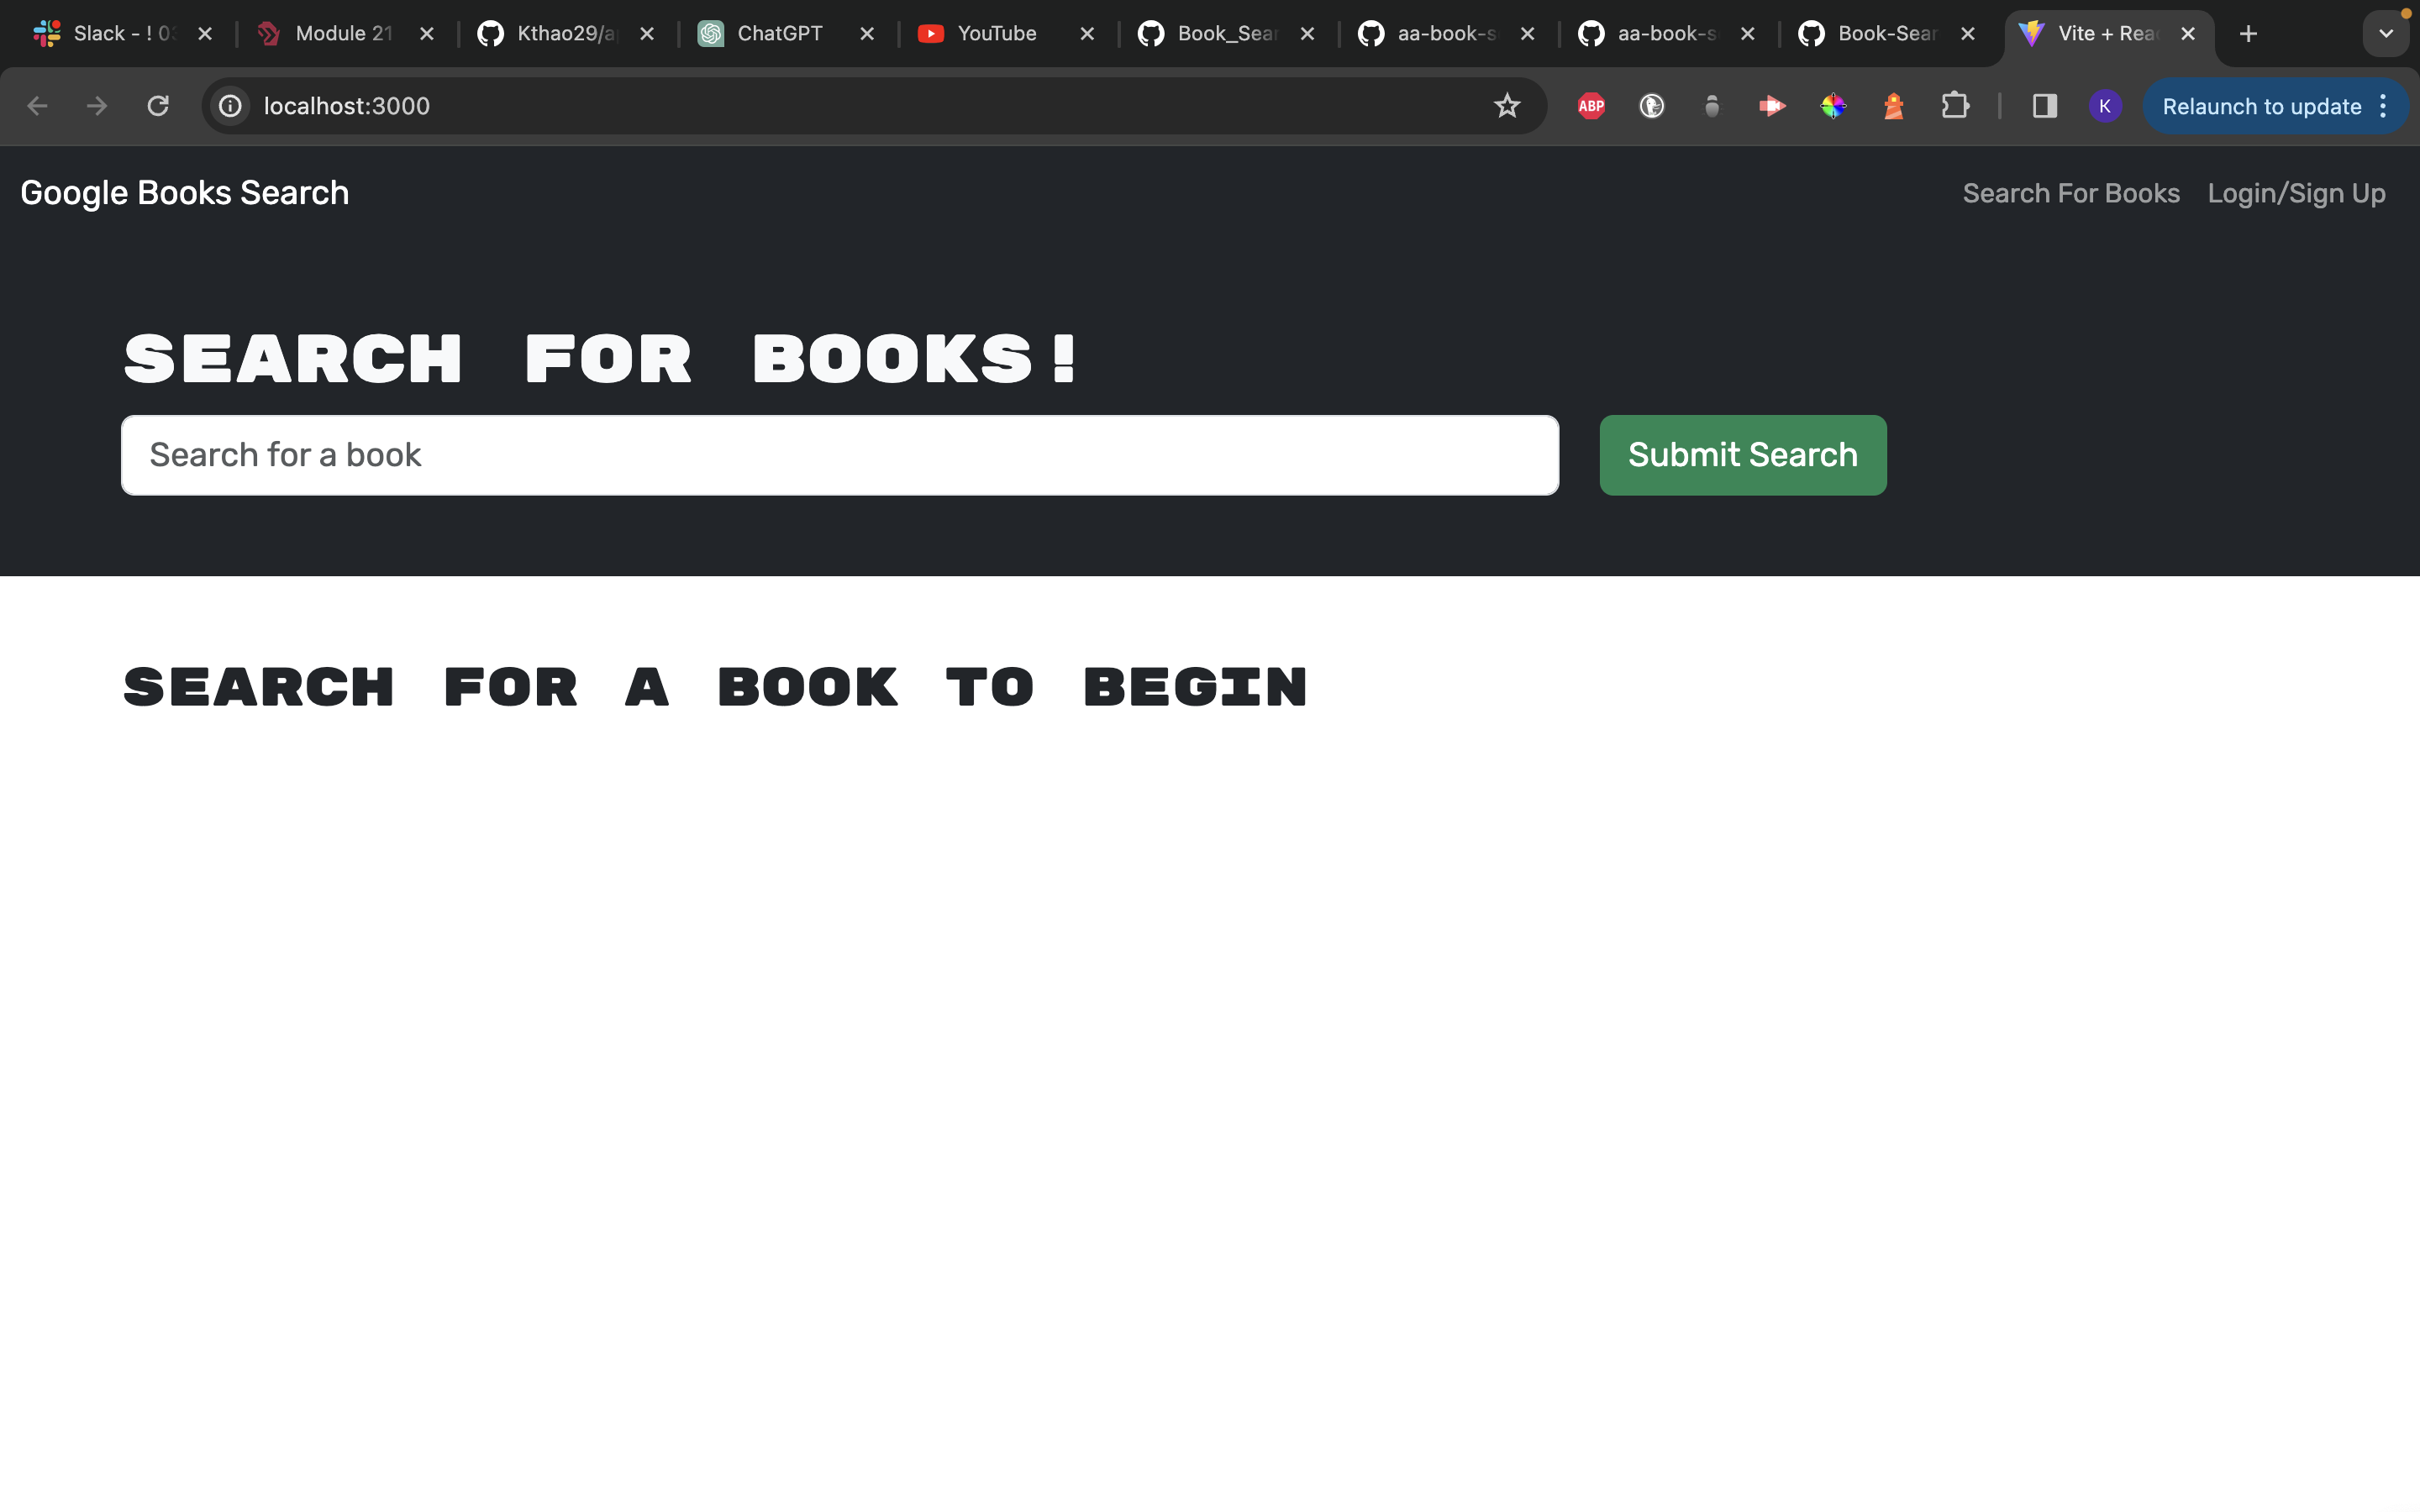 Slack - ! 03
Module 21
Kthao29/a
ChatGPT
YouTube
Book_Sear
aa-book-s
aa-book-s
Book-Sear
Vite + Rea
localhost:3000
ABP
K
Relaunch to update
Google Books Search
Search For Books
Login/Sign Up
SEARCH FOR BOOKS!
Search for a book
Submit Search
SEARCH FOR A BOOK TO BEGIN